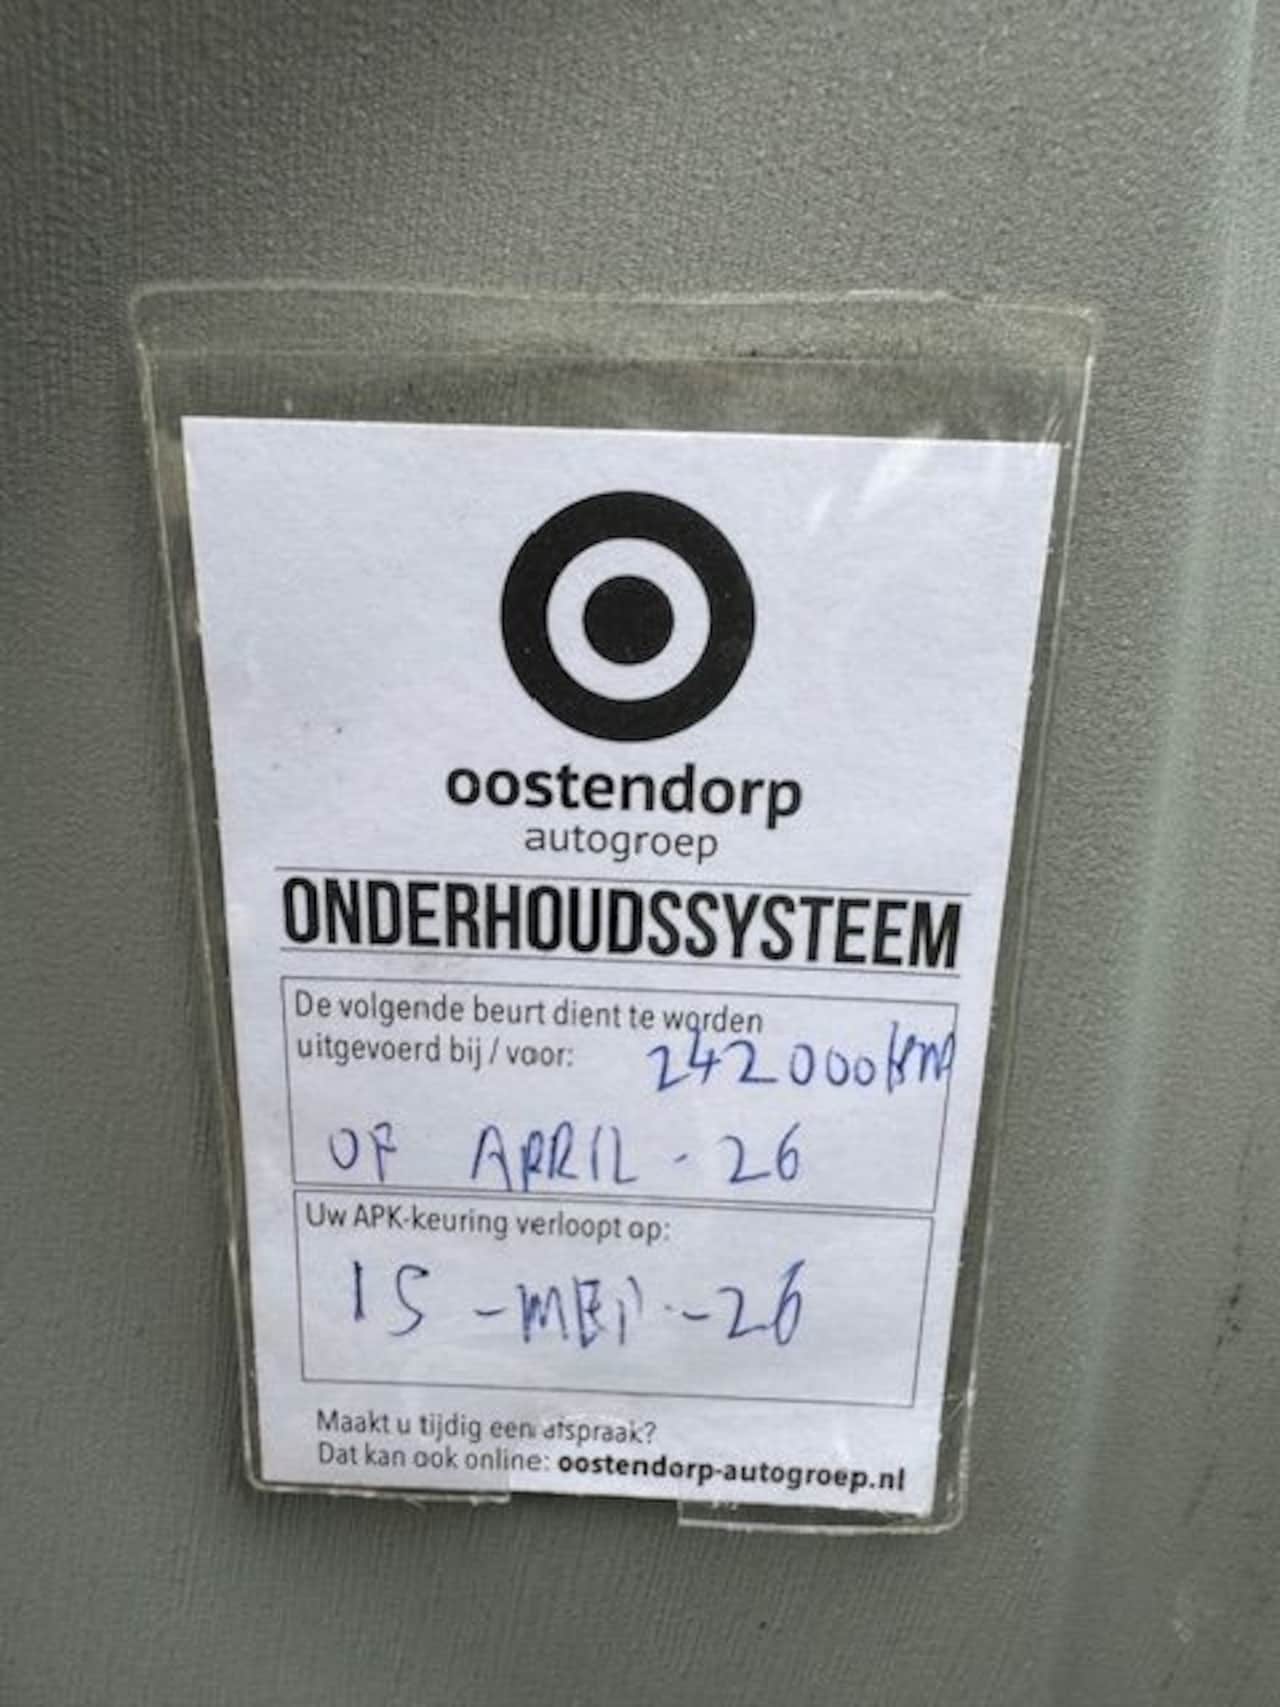 oostendorp
autogroep
ONDERHOUDSSYSTEEM
De volgende beurt dient te worden
uitgevoerd bij / voor: 242000km
OF APRIL - 26
Uw APK-keuring verloopt op:
15 - MEI - 26
Maakt u tijdig een afspraak?
Dat kan ook online: oostendorp-autogroep.nl